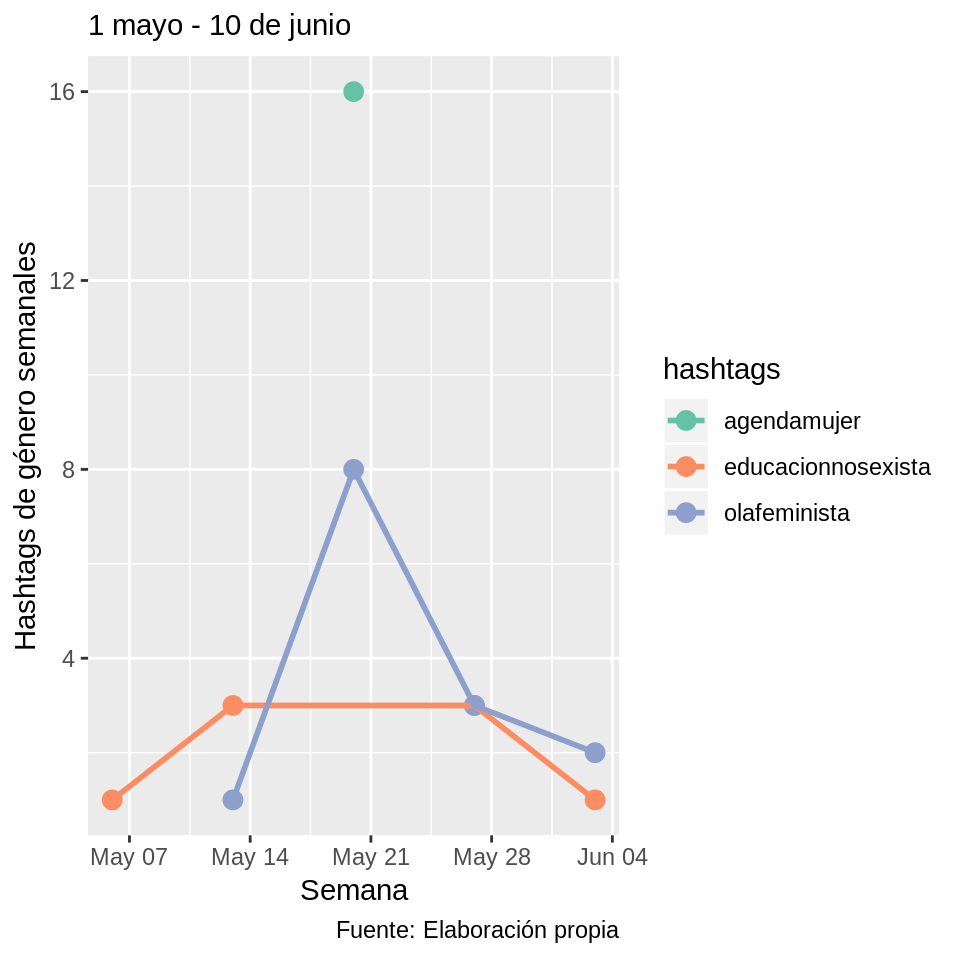 1 mayo - 10 de junio
Hashtags de género semanales
16
12
8
4
May 07
May 14
May 21
May 28
Jun 04
Semana
Fuente: Elaboración propia
hashtags
agendamujer
educacionnosexista
olafeminista